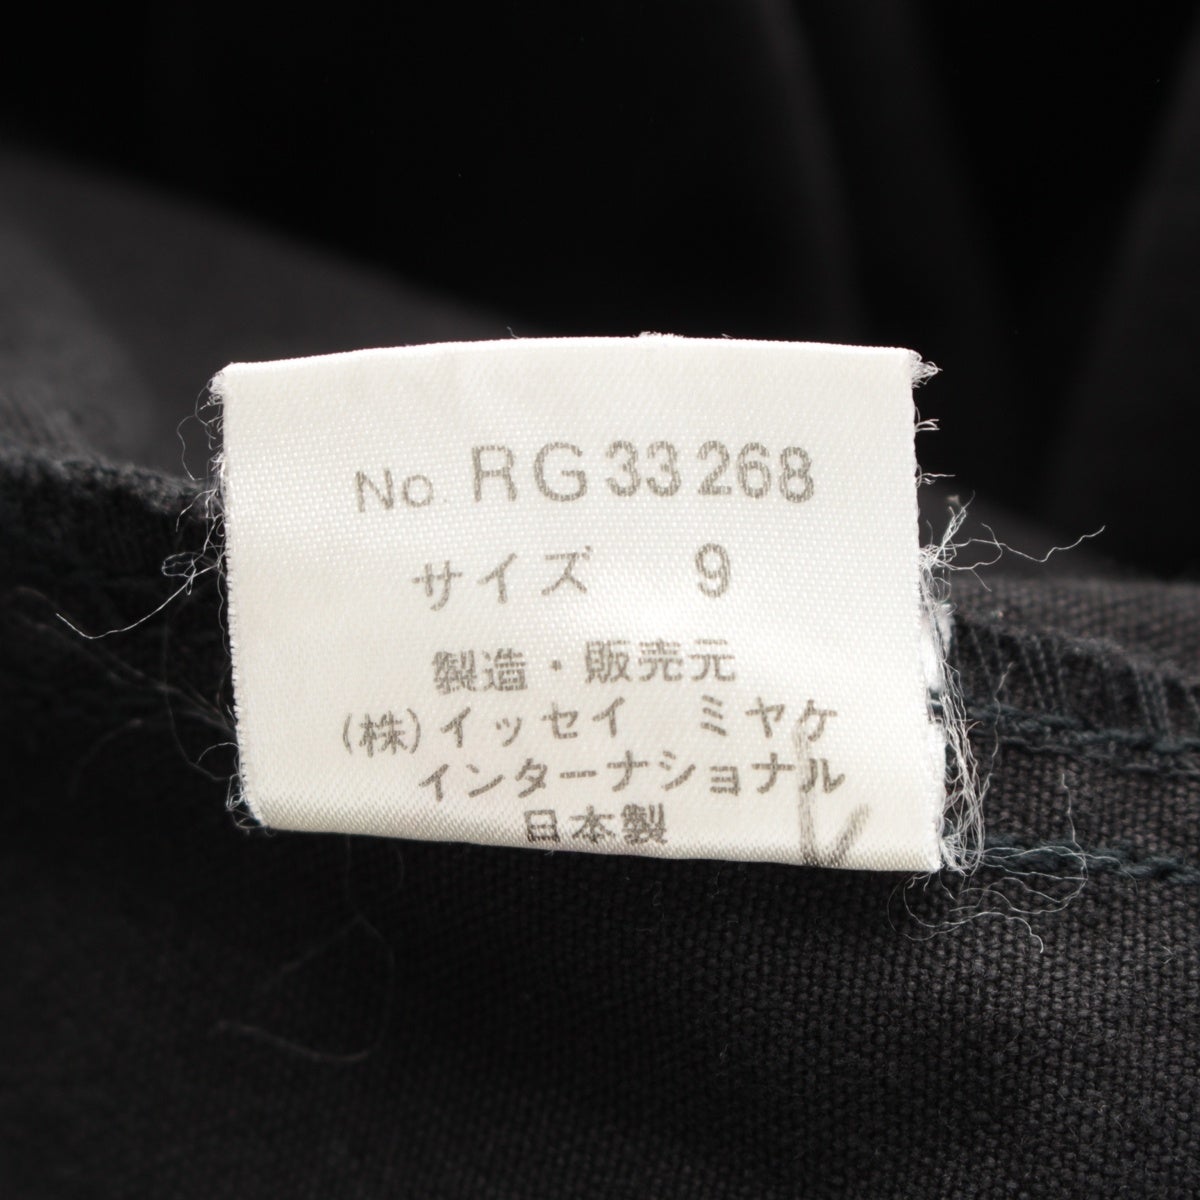 No. RG33268
サイズ 9
製造・販売元
(株)イッセイ ミヤケ
インターナショナル
日本製